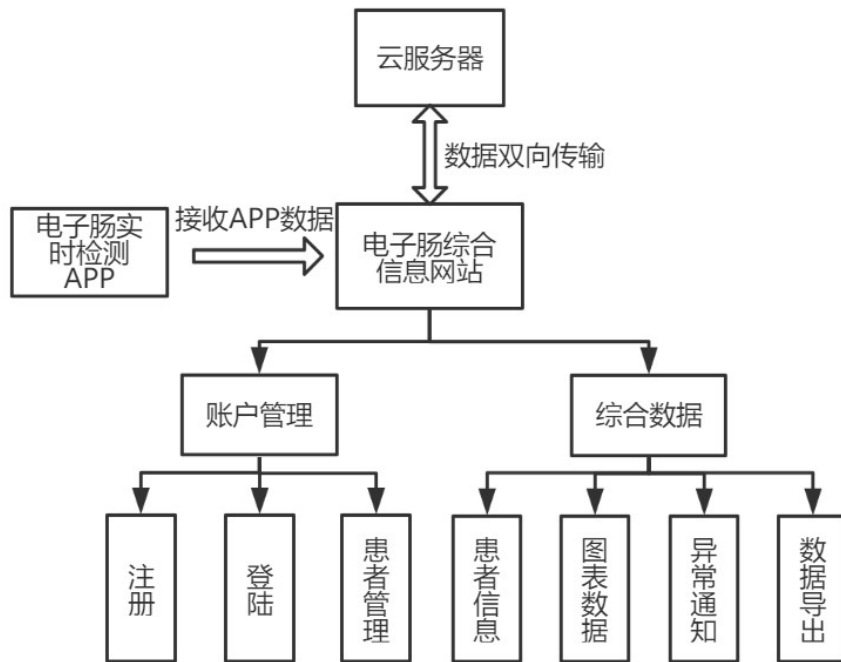 云服务器
数据双向传输
接收APP数据
电子肠实
时检测
APP
电子肠综合
信息网站
账户管理
综合数据
注册
登陆
患者管理
患者信息
图表数据
异常通知
数据导出